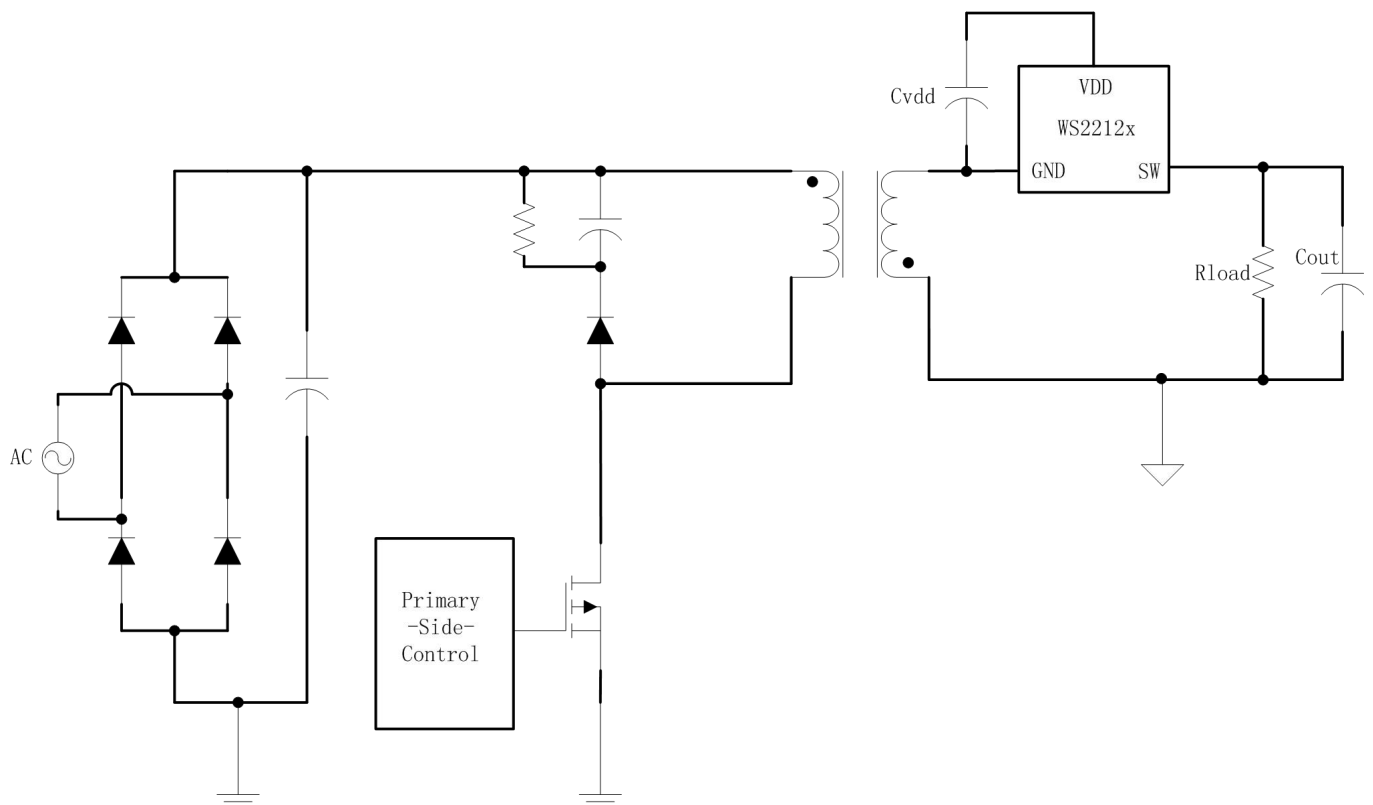 VDD
Cvdd
WS2212x
GND
SW
Cout
Rload
AC
Primary
-Side-
Control